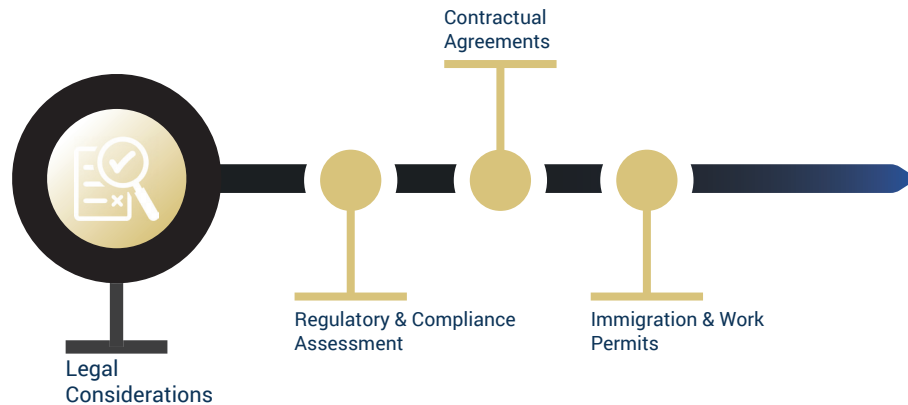 Contractual
Agreements
Regulatory & Compliance
Assessment
Immigration & Work
Permits
Legal
Considerations